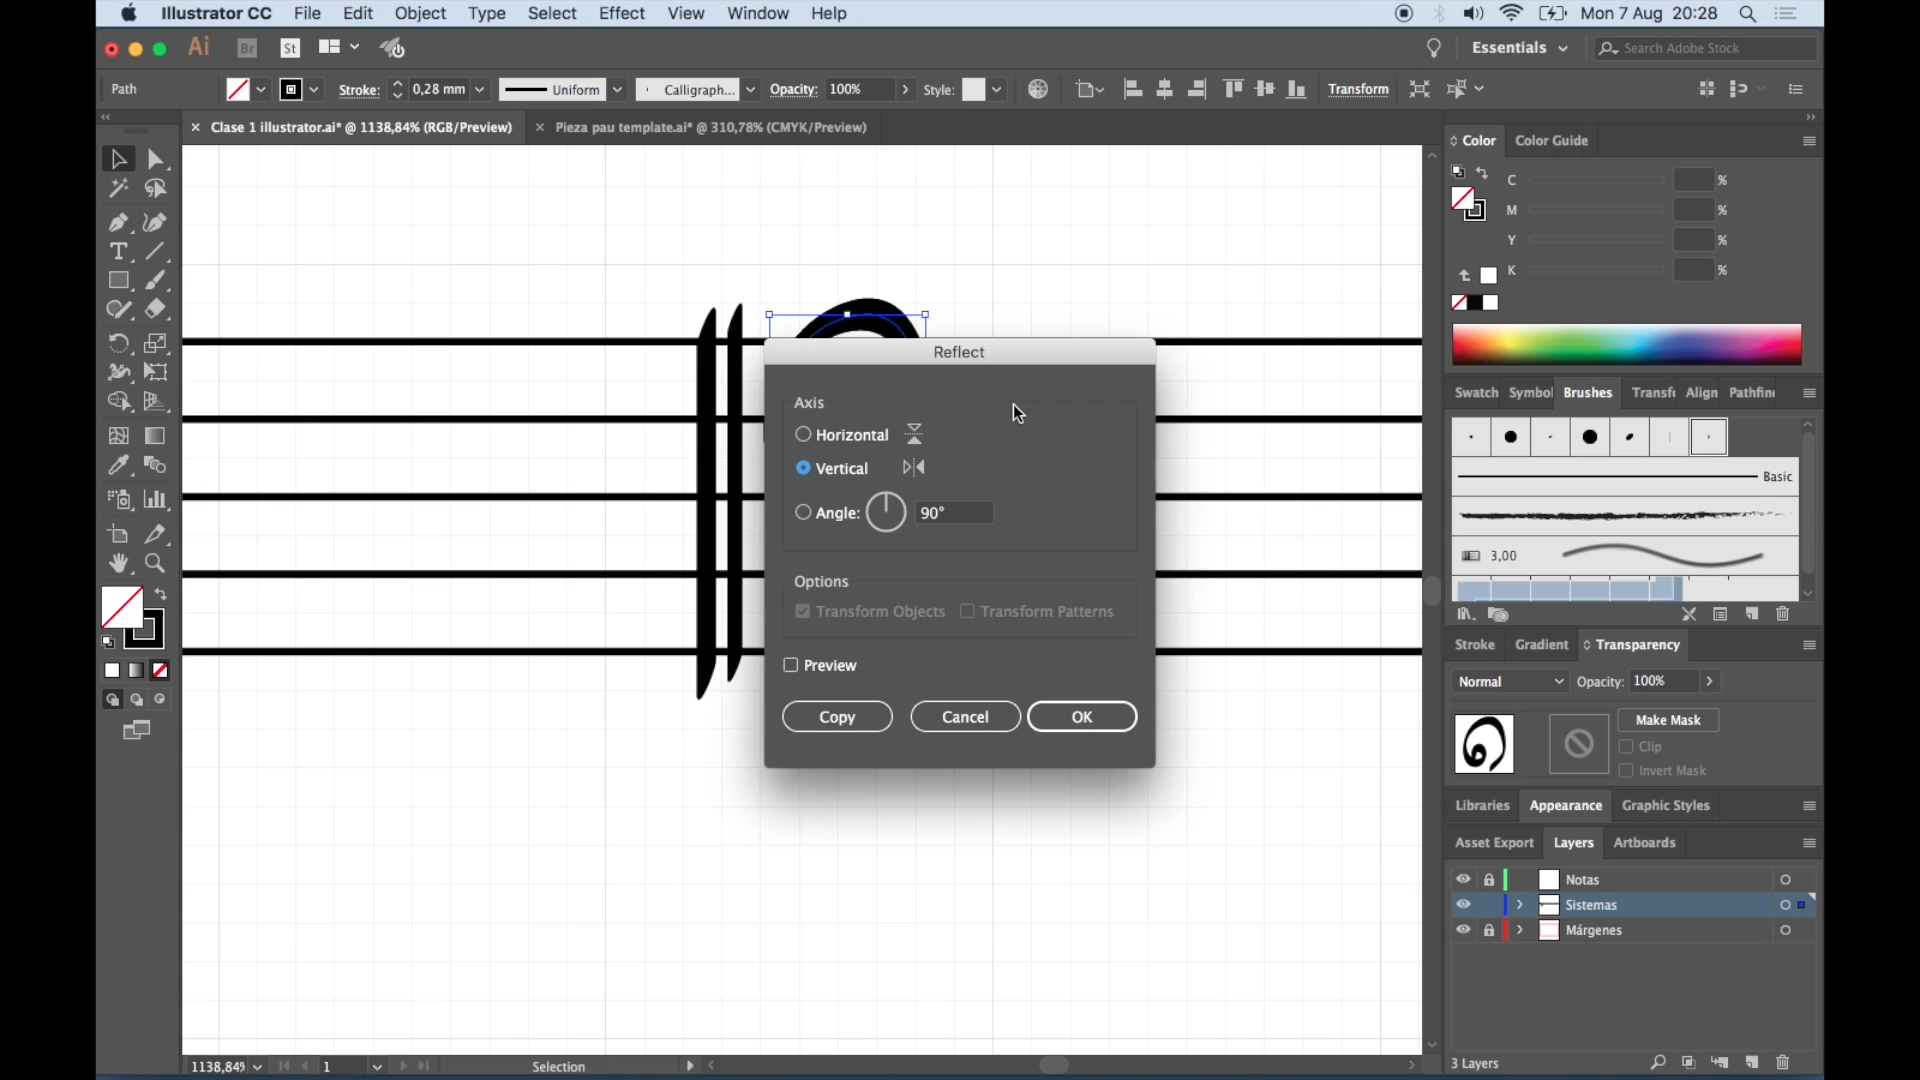 Illustrator CC File Edit Object Type Select Effect View Window Help Mon 7 Aug 20:28
Ai Br St Essentials Search Adobe Stock
Path Stroke: 0,28 mm Uniform Calligraph... Opacity: 100% Style: Transform
Clase 1 illustrator.ai* @ 1138,84% (RGB/Preview) Pieza pau template.ai* @ 310,78% (CMYK/Preview)
Color Color Guide
C %
M %
Y %
K %
Reflect
Axis
Horizontal
Vertical
Angle: 90°
Options
Transform Objects Transform Patterns
Preview
Copy Cancel OK
Swatch Symbol Brushes Transf Align Pathfin
Basic
3,00
Stroke Gradient Transparency
Normal Opacity: 100%
Make Mask
Clip
Invert Mask
Libraries Appearance Graphic Styles
Asset Export Layers Artboards
Notas
Sistemas
Márgenes
1138,84% 1 Selection
3 Layers